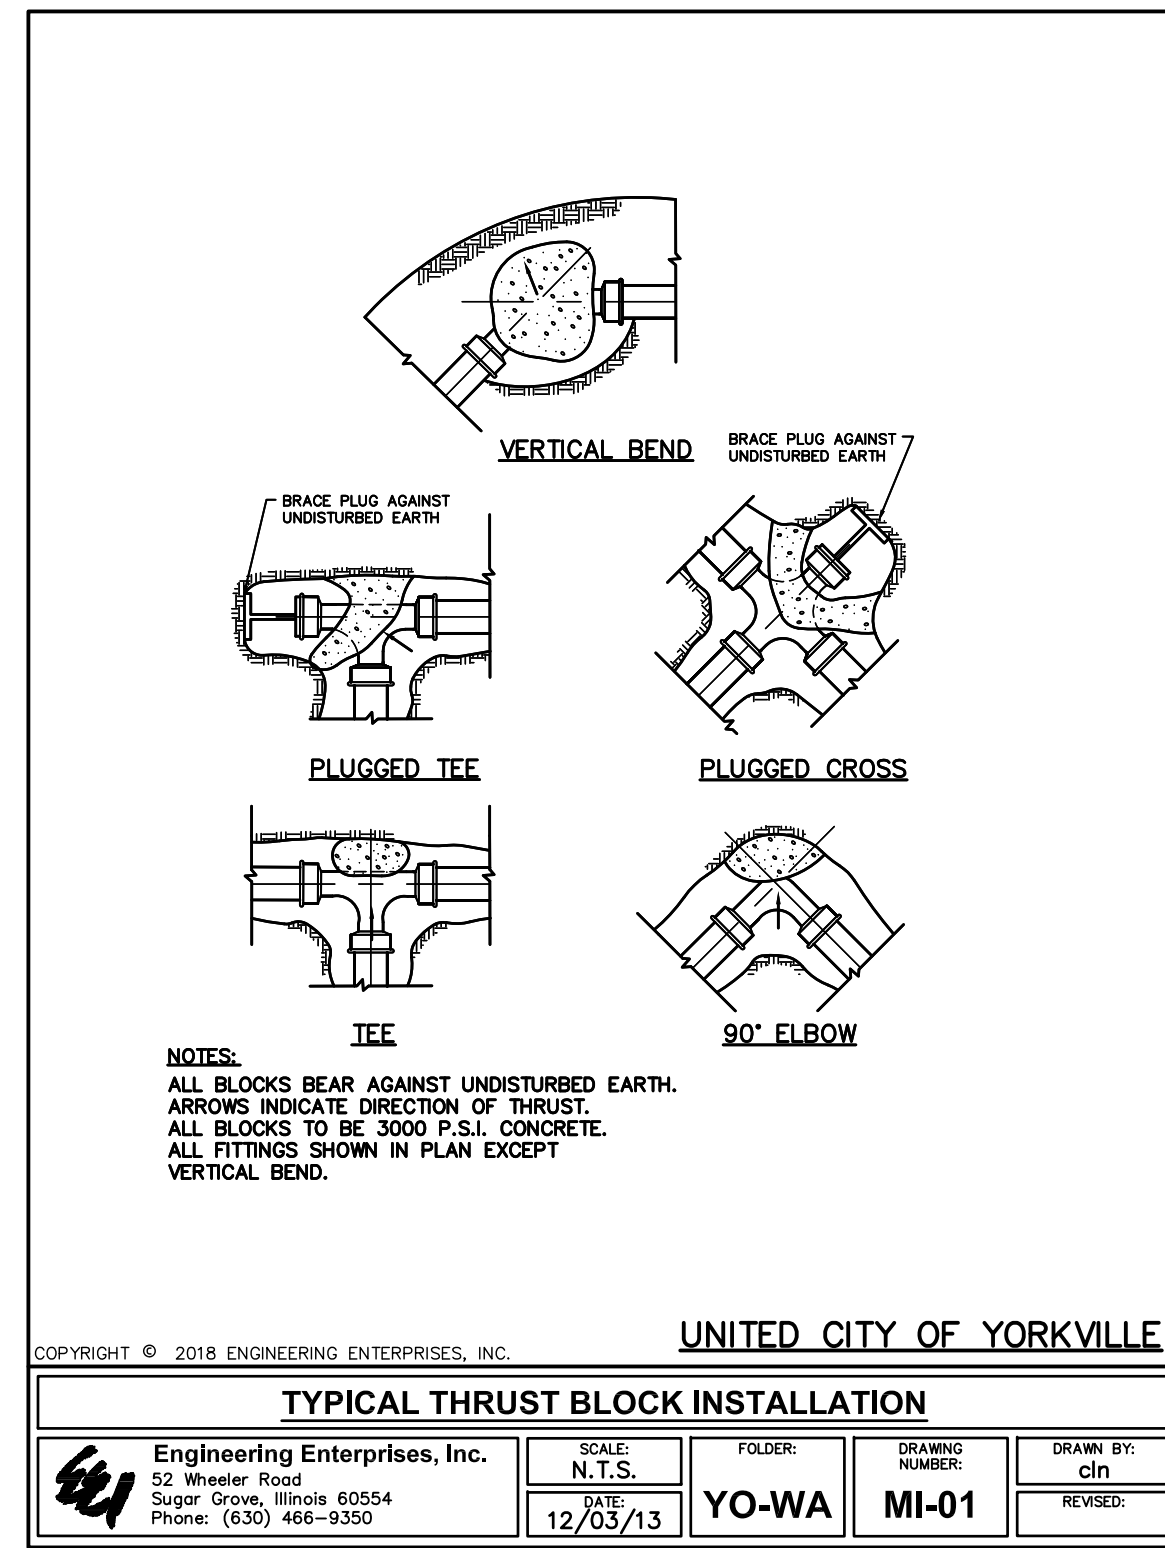 VERTICAL BEND
BRACE PLUG AGAINST
UNDISTURBED EARTH
BRACE PLUG AGAINST
UNDISTURBED EARTH
PLUGGED TEE
PLUGGED CROSS
TEE
90° ELBOW
NOTES:
ALL BLOCKS BEAR AGAINST UNDISTURBED EARTH.
ARROWS INDICATE DIRECTION OF THRUST.
ALL BLOCKS TO BE 3000 P.S.I. CONCRETE.
ALL FITTINGS SHOWN IN PLAN EXCEPT
VERTICAL BEND.
UNITED CITY OF YORKVILLE
COPYRIGHT © 2018 ENGINEERING ENTERPRISES, INC.
TYPICAL THRUST BLOCK INSTALLATION
Engineering Enterprises, Inc.
52 Wheeler Road
Sugar Grove, Illinois 60554
Phone: (630) 466-9350
SCALE:
N.T.S.
DATE:
12/03/13
FOLDER:
YO-WA
DRAWING
NUMBER:
MI-01
DRAWN BY:
cln
REVISED: